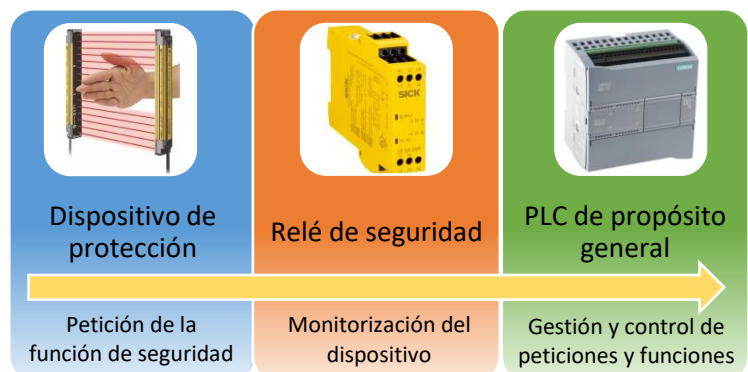 SICK
SIEMENS
Dispositivo de
protección
Relé de seguridad
PLC de propósito
general
Petición de la
función de seguridad
Monitorización del
dispositivo
Gestión y control de
peticiones y funciones